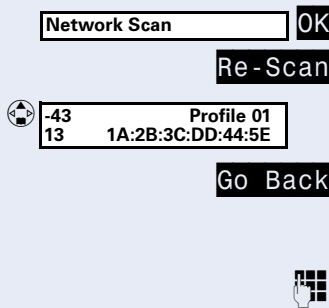 Network Scan OK
Re-Scan
-43 Profile 01
13 1A:2B:3C:DD:44:5E
Go Back